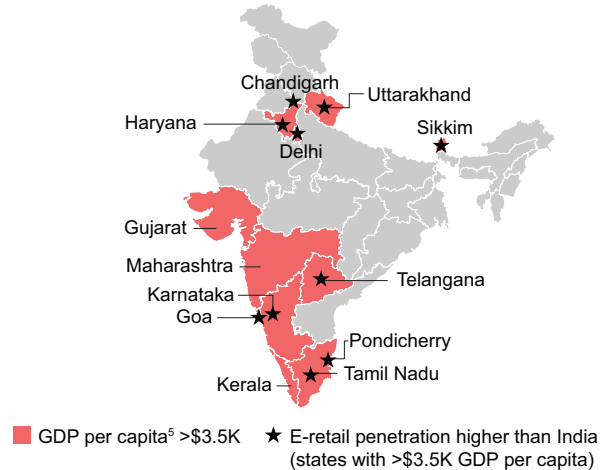 Chandigarh
Uttarakhand
Haryana
Sikkim
Delhi
Gujarat
Maharashtra
Telangana
Karnataka
Goa
Pondicherry
Tamil Nadu
Kerala
GDP per capita⁵ >$3.5K
E-retail penetration higher than India
(states with >$3.5K GDP per capita)